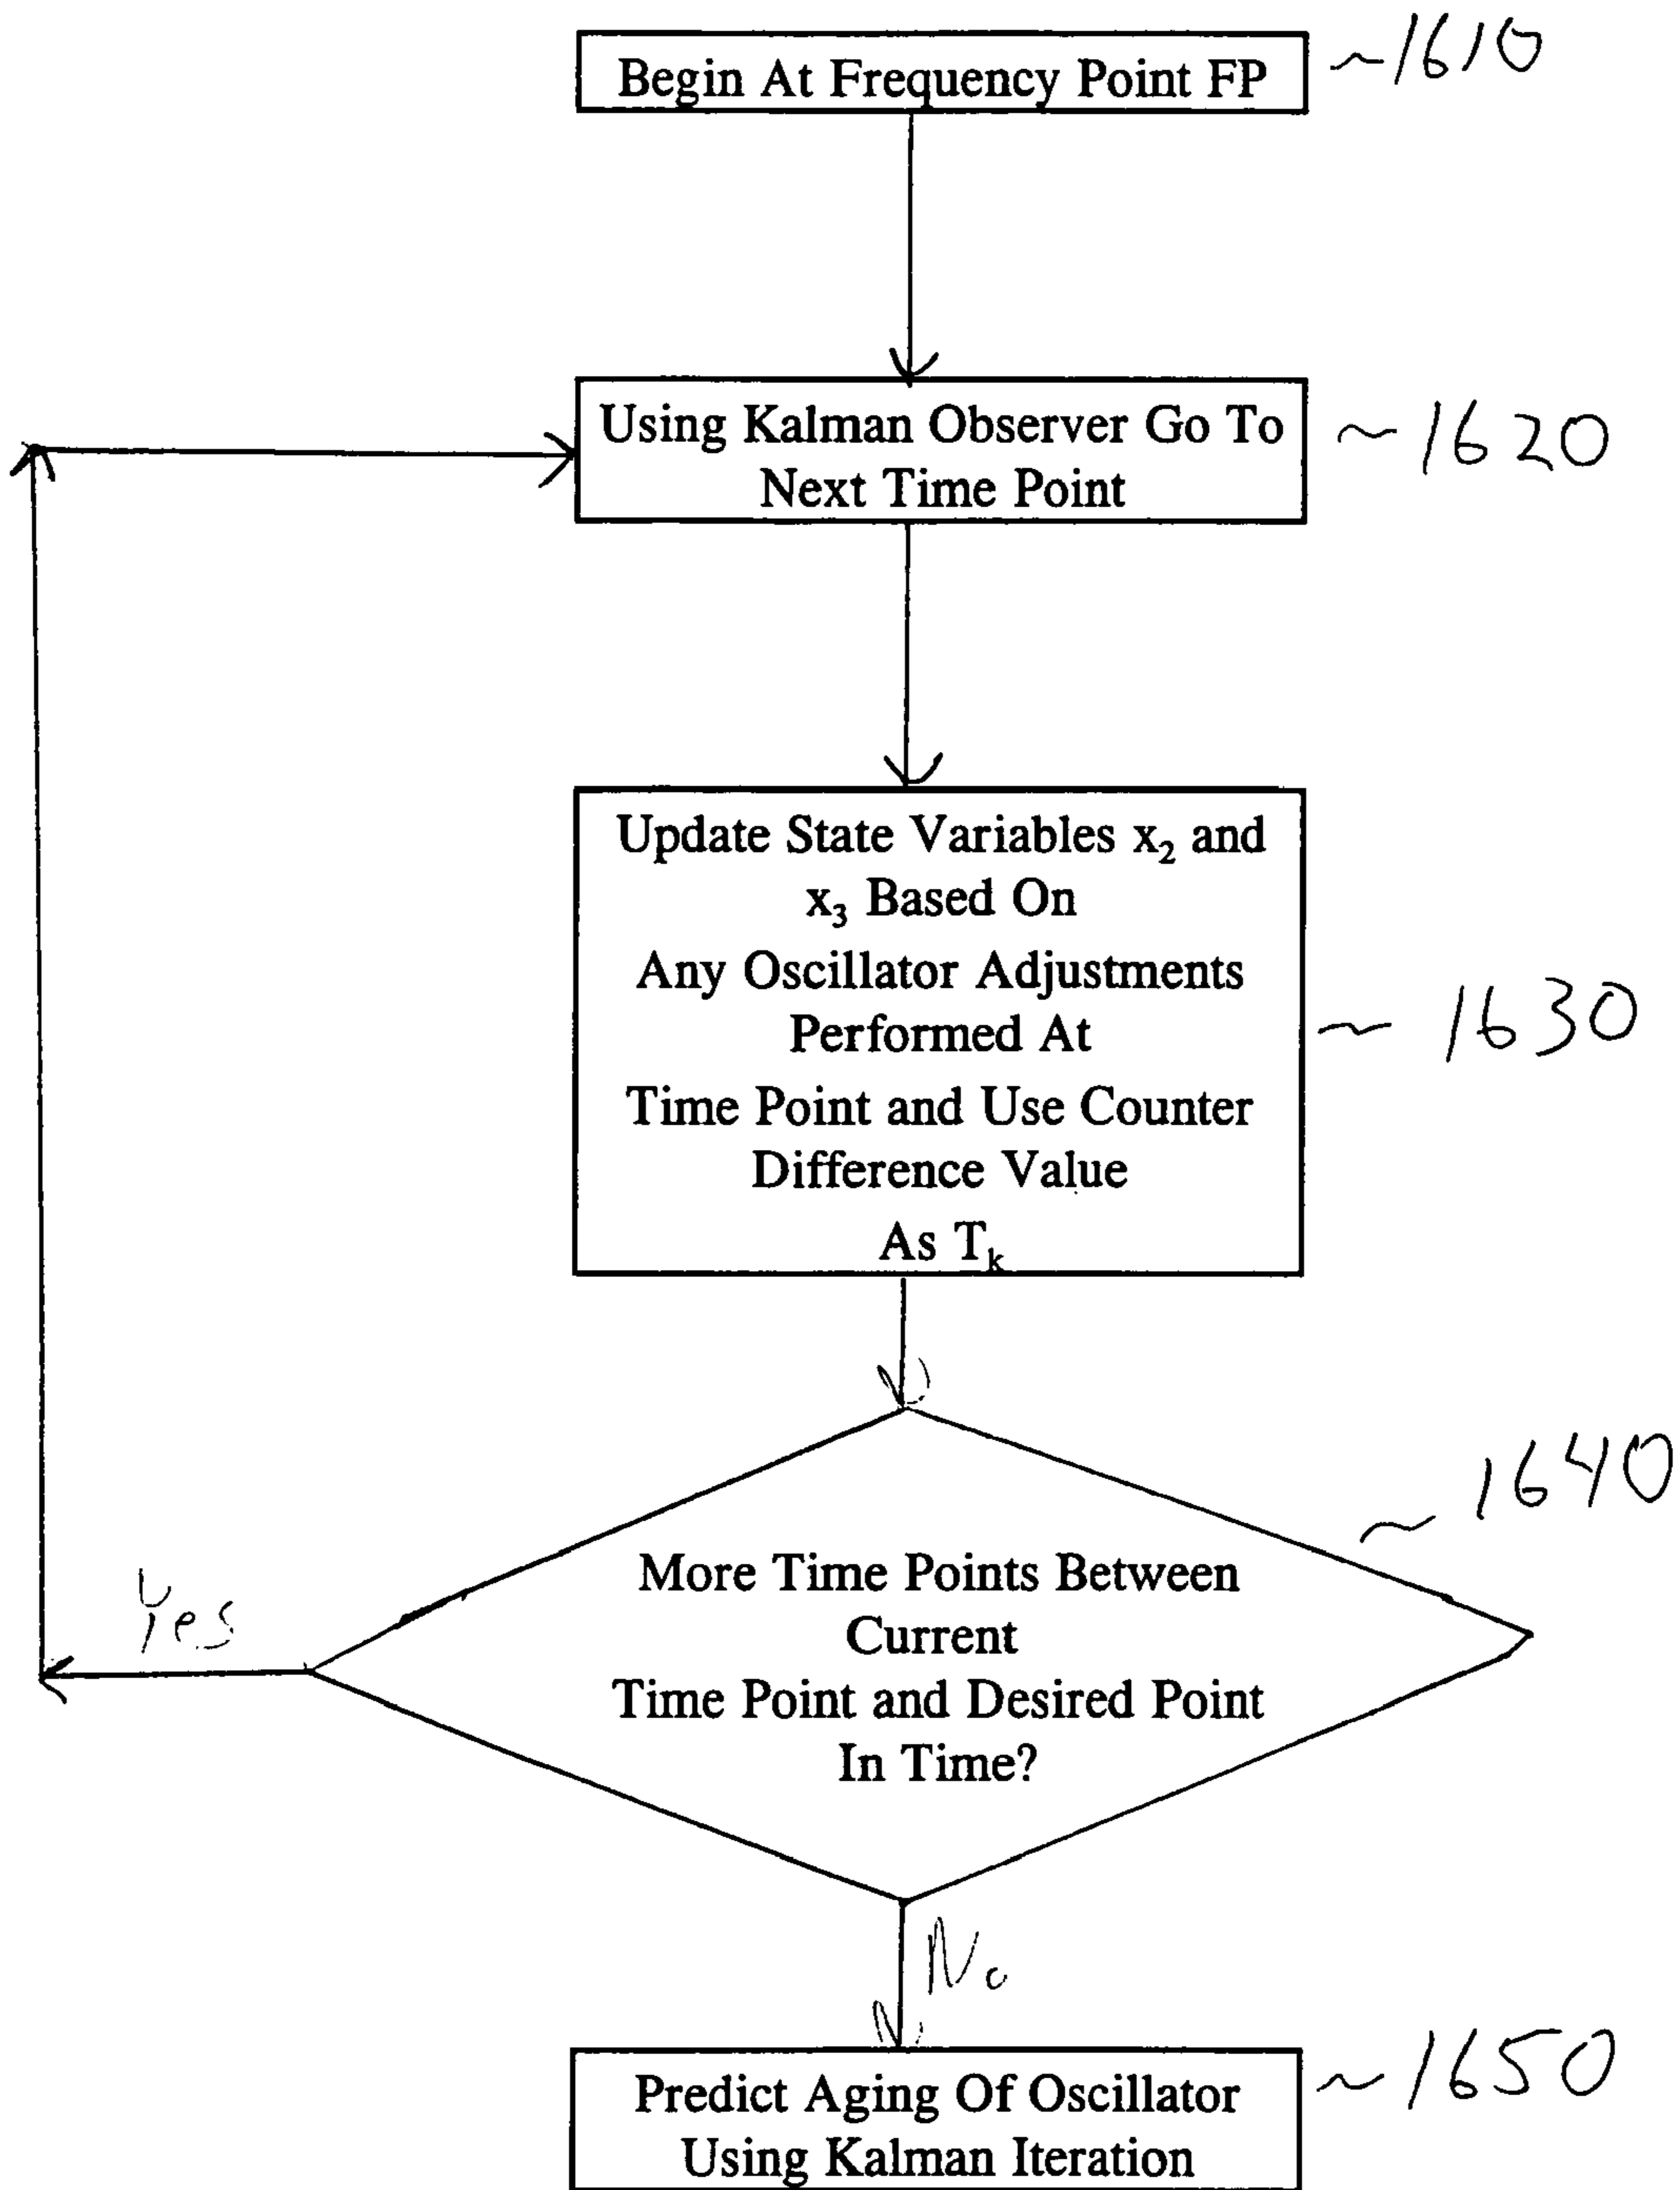 Begin At Frequency Point FP
~1610
Using Kalman Observer Go To
Next Time Point
~1620
Update State Variables x₂ and
x₃ Based On
Any Oscillator Adjustments
Performed At
Time Point and Use Counter
Difference Value
As Tₖ
~ 1630
~ 1640
More Time Points Between
Current
Time Point and Desired Point
In Time?
Yes
No
Predict Aging Of Oscillator
Using Kalman Iteration
~1650